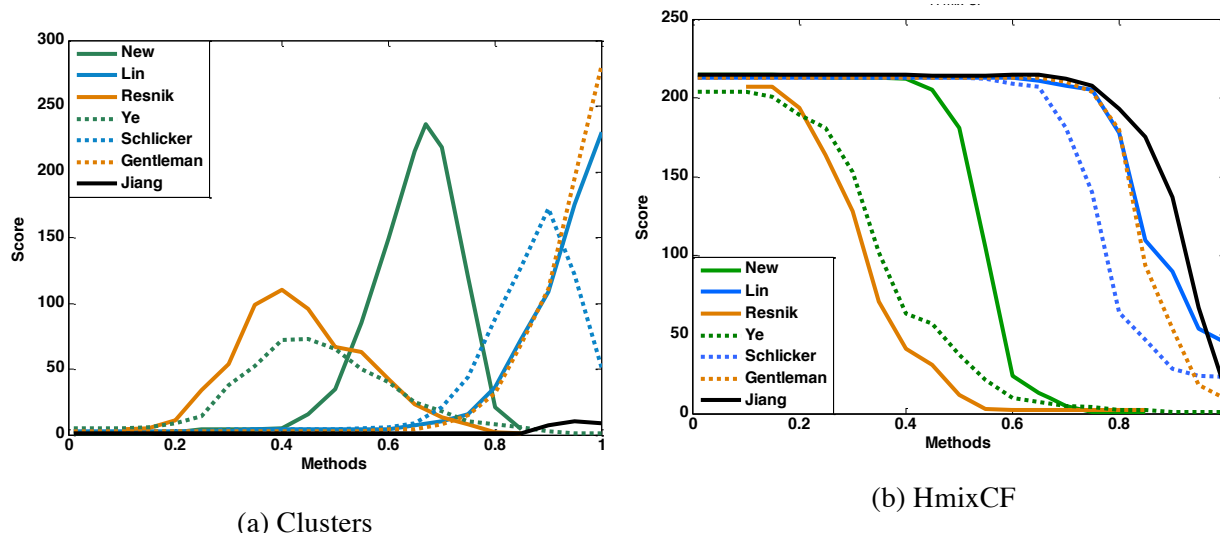 300
250
200
150
100
50
0
Score
New
Lin
Resnik
Ye
Schlicker
Gentleman
Jiang
0 0.2 0.4 0.6 0.8 1
Methods
(a) Clusters
250
200
150
100
50
0
Score
New
Lin
Resnik
Ye
Schlicker
Gentleman
Jiang
0 0.2 0.4 0.6 0.8
Methods
(b) HmixCF